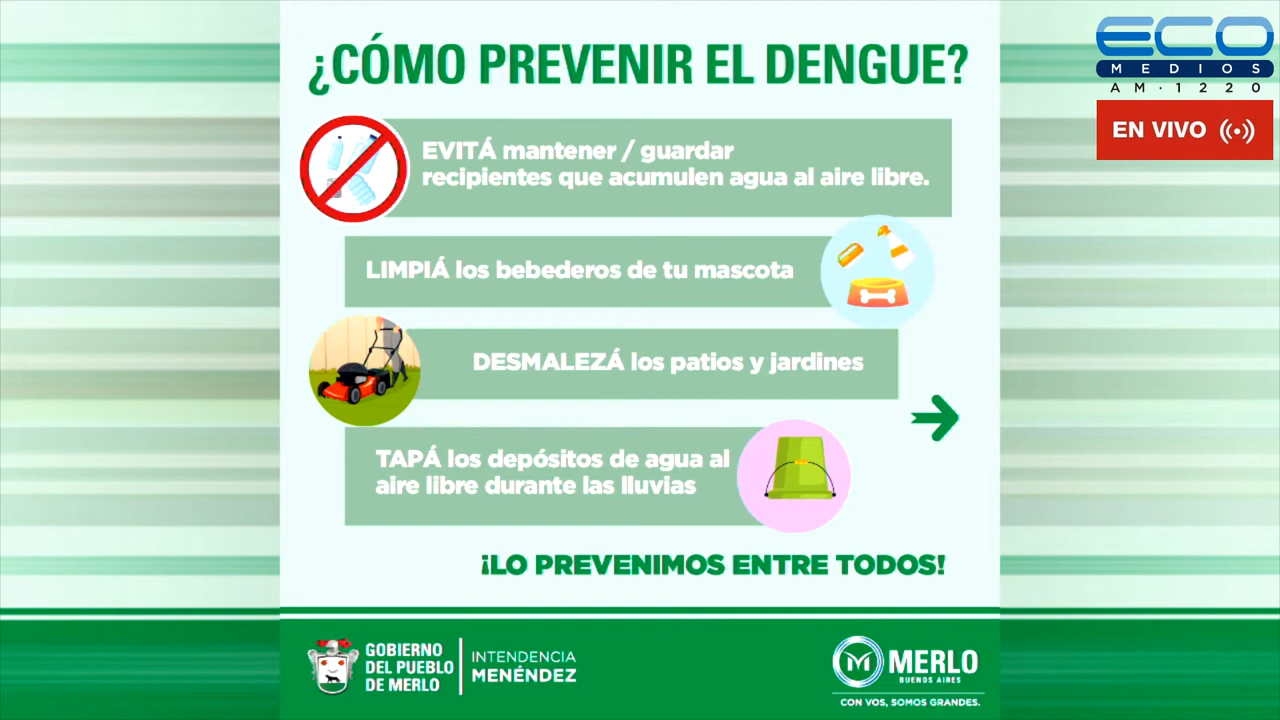 ¿CÓMO PREVENIR EL DENGUE?
ECO
MEDIOS
AM·1220
EN VIVO
EVITÁ mantener / guardar
recipientes que acumulen agua al aire libre.
LIMPIÁ los bebederos de tu mascota
DESMALEZÁ los patios y jardines
TAPÁ los depósitos de agua al
aire libre durante las lluvias
¡LO PREVENIMOS ENTRE TODOS!
GOBIERNO
DEL PUEBLO
DE MERLO
INTENDENCIA
MENÉNDEZ
MERLO
BUENOS AIRES
CON VOS, SOMOS GRANDES.